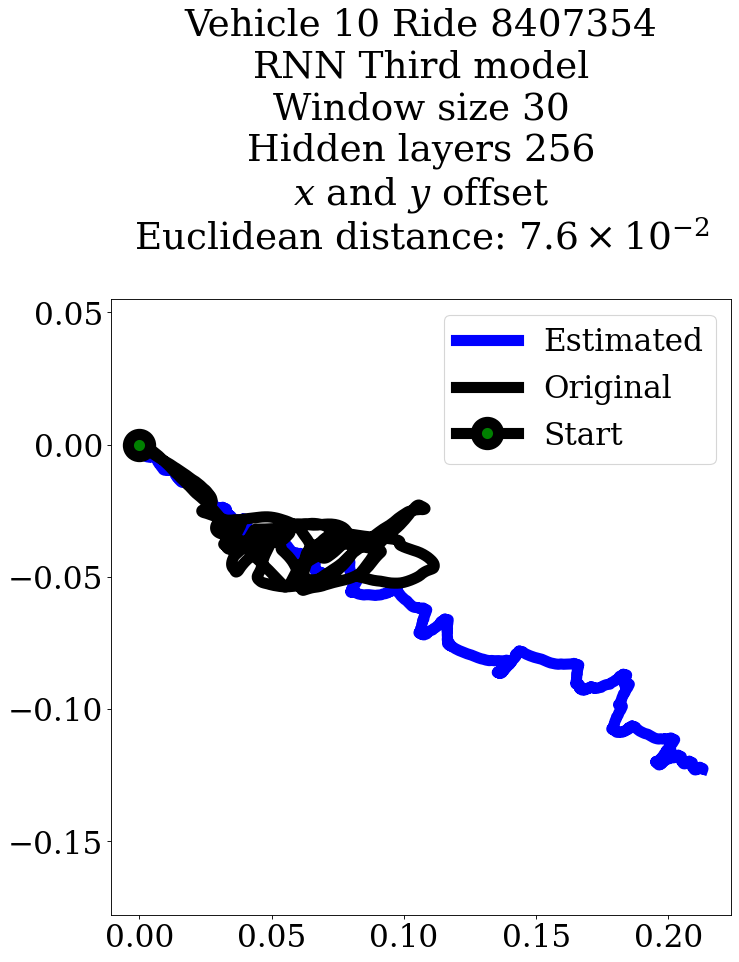 Vehicle 10 Ride 8407354
RNN Third model
Window size 30
Hidden layers 256
x and y offset
Euclidean distance: 7.6 × 10⁻²
Estimated
Original
Start
0.05
0.00
−0.05
−0.10
−0.15
0.00 0.05 0.10 0.15 0.20